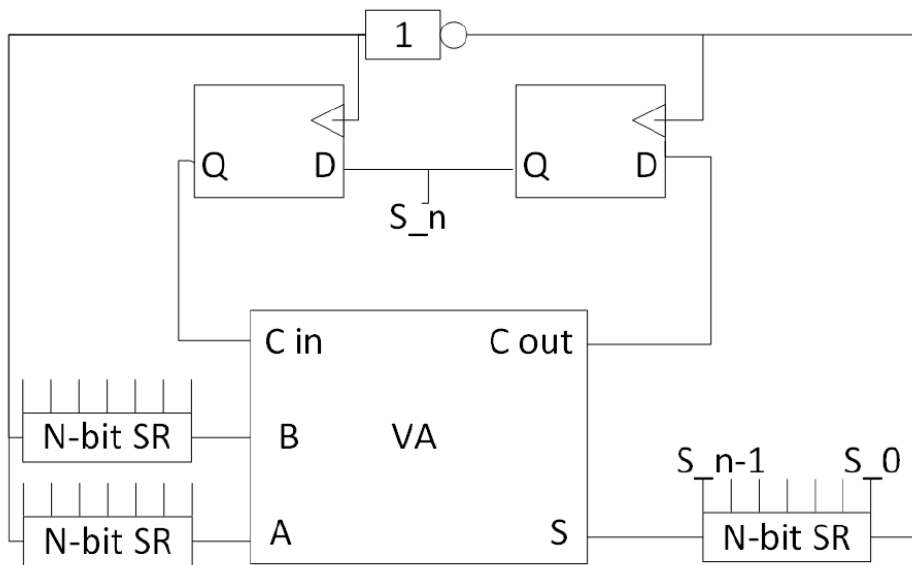 1
Q D
Q D
S_n
C in C out
N-bit SR
B VA
S_n-1 S_0
N-bit SR
A S
N-bit SR